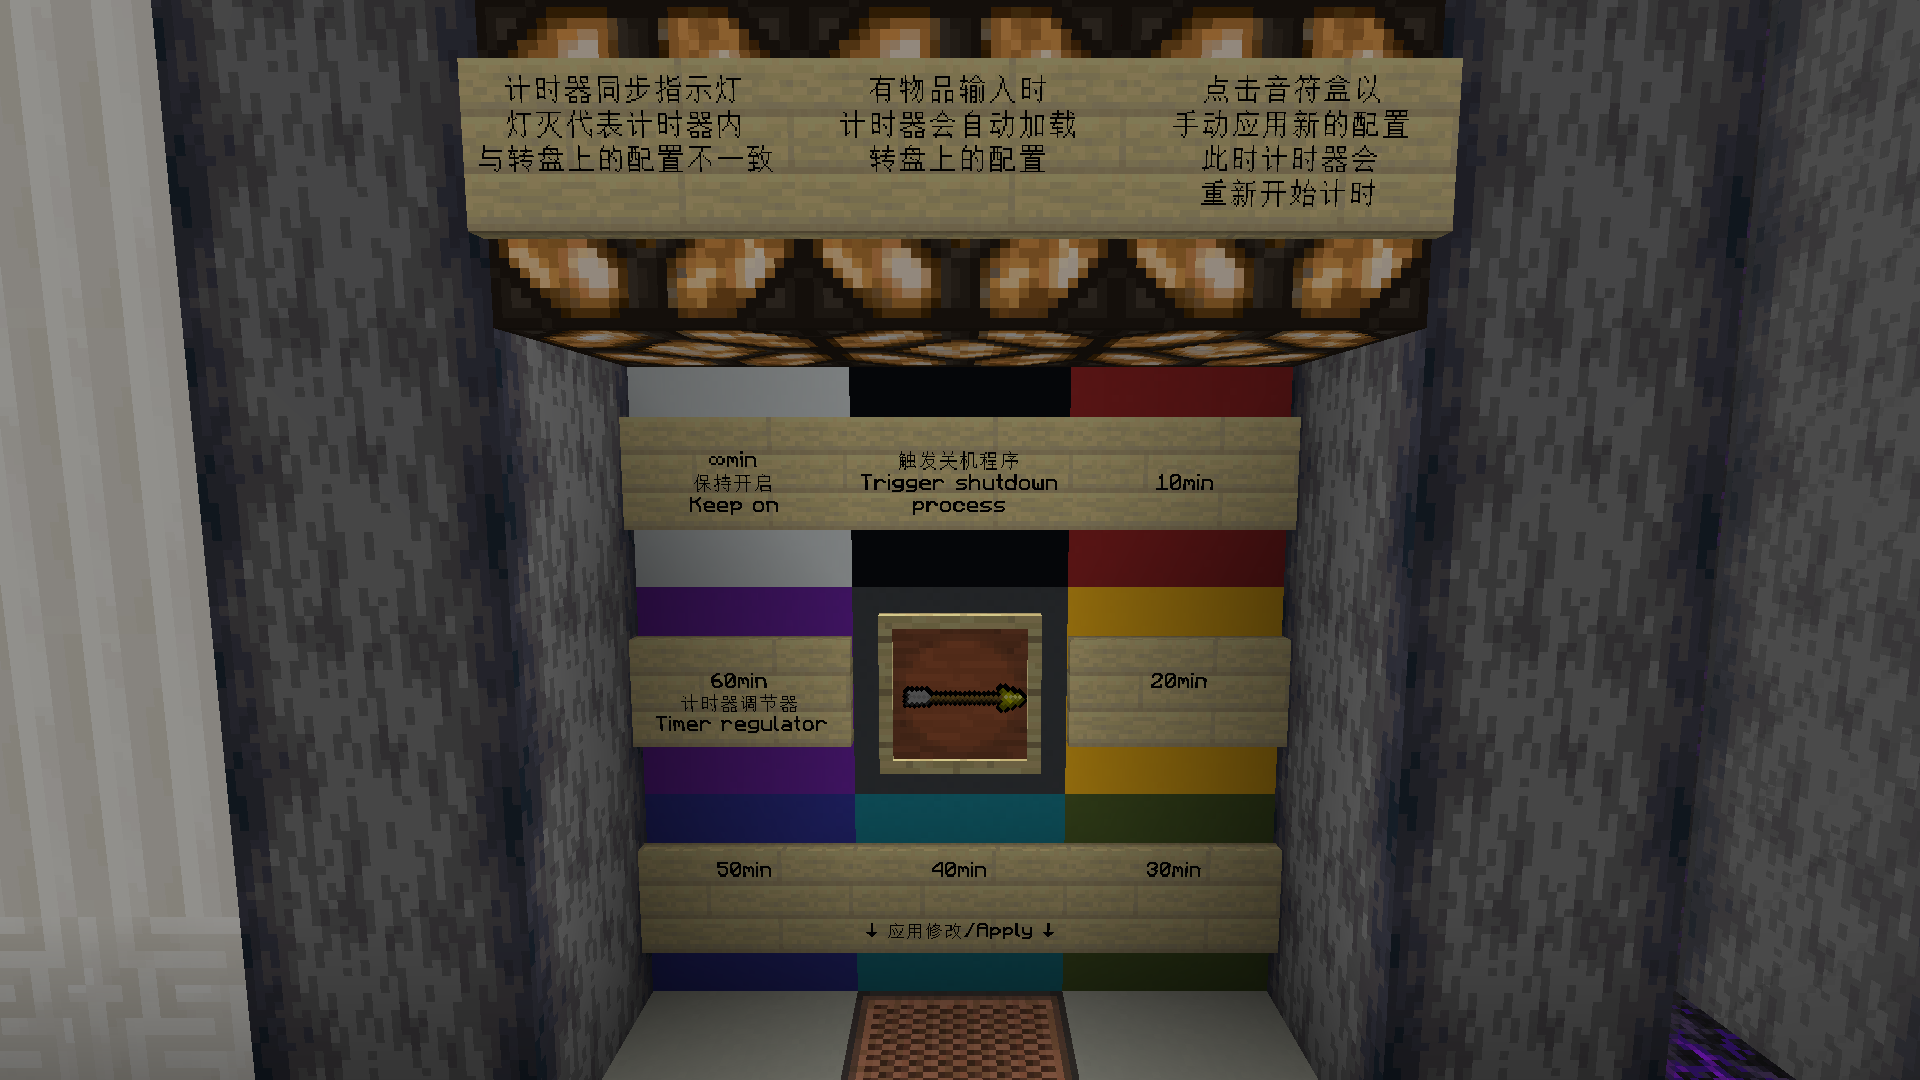 计时器同步指示灯
灯灭代表计时器内
与转盘上的配置不一致
有物品输入时
计时器会自动加载
转盘上的配置
点击音符盒以
手动应用新的配置
此时计时器会
重新开始计时
∞min
保持开启
Keep on
触发关机程序
Trigger shutdown
process
10min
60min
计时器调节器
Timer regulator
20min
50min
40min
30min
↓ 应用修改/Apply ↓